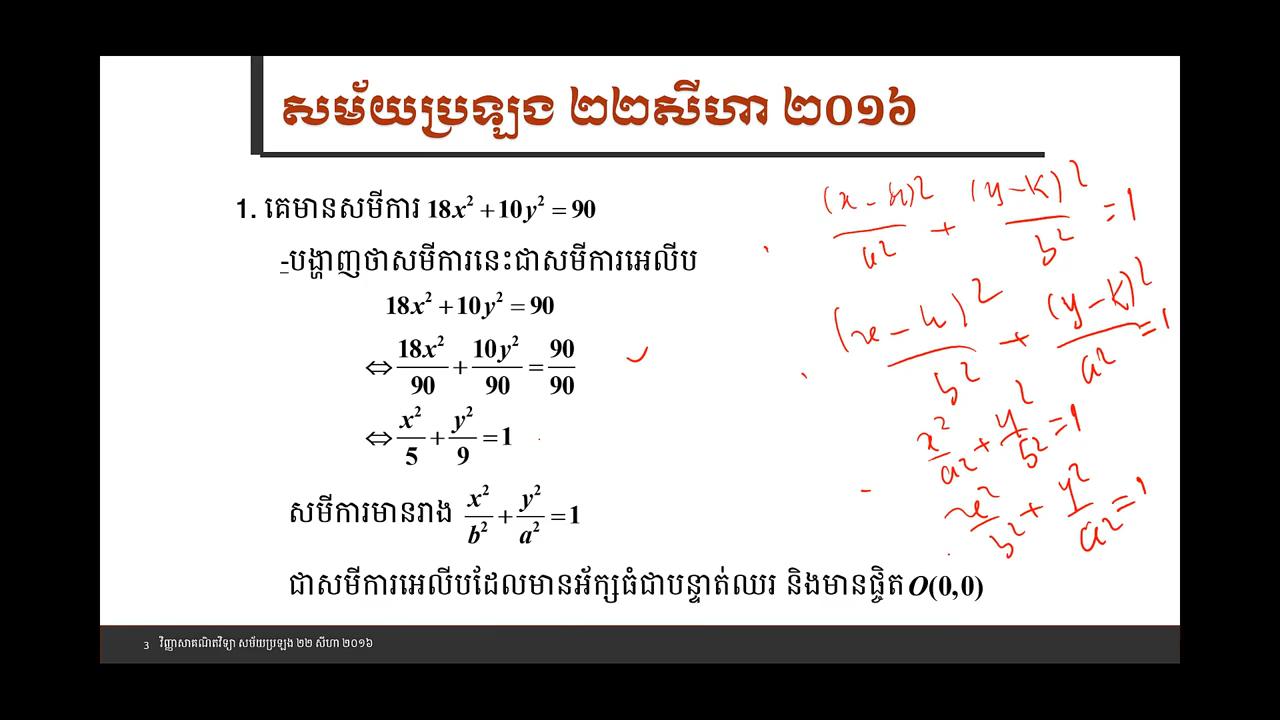 សម័យប្រឡង ២២សីហា ២០១៦
1. គេមានសមីការ 18x² + 10y² = 90
-បង្ហាញថាសមីការនេះជាសមីការអេលីប
18x² + 10y² = 90
⇔ 18x²/90 + 10y²/90 = 90/90
⇔ x²/5 + y²/9 = 1
សមីការមានរាង x²/b² + y²/a² = 1
ជាសមីការអេលីបដែលមានអ័ក្សធំជាបន្ទាត់ឈរ និងមានផ្ចិត O(0,0)
(x-h)²/a² + (y-k)²/b² = 1
(x-h)²/b² + (y-k)²/a² = 1
x²/a² + y²/b² = 1
x²/b² + y²/a² = 1
3 វិញ្ញាសាគណិតវិទ្យា សម័យប្រឡង ២២ សីហា ២០១៦